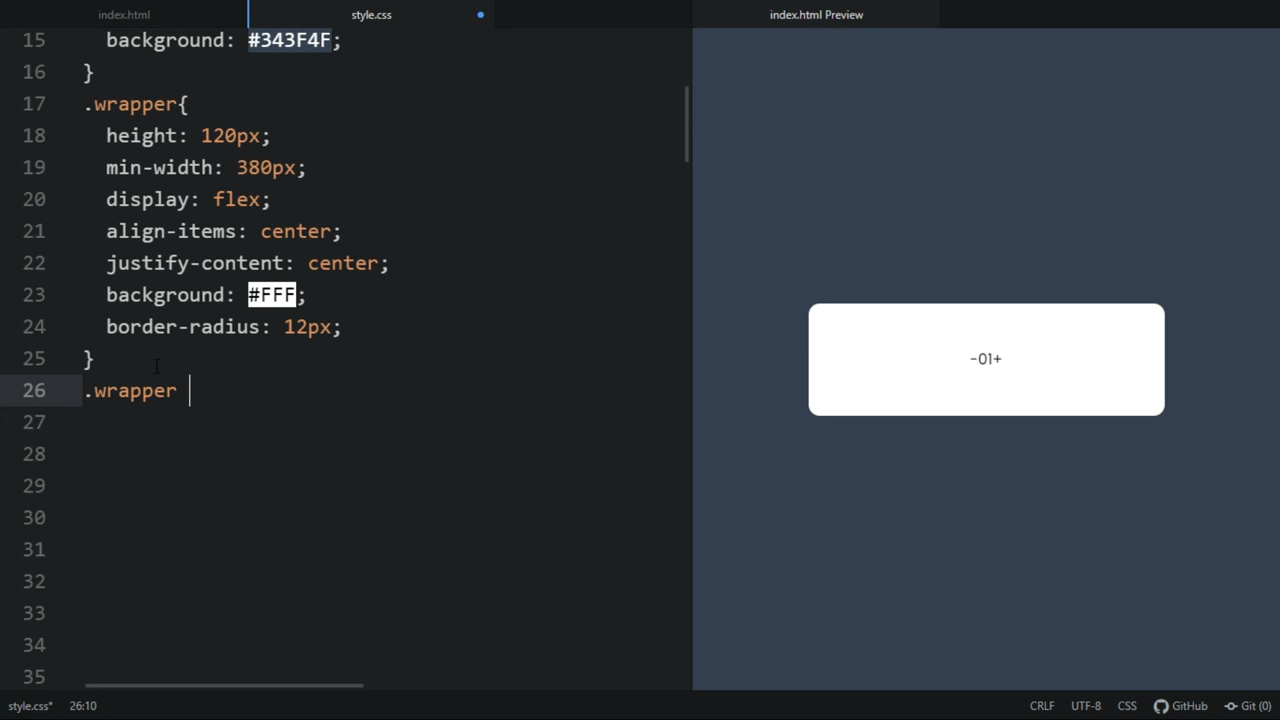 index.html
style.css
index.html Preview
15 background: #343F4F;
16 }
17 .wrapper{
18 height: 120px;
19 min-width: 380px;
20 display: flex;
21 align-items: center;
22 justify-content: center;
23 background: #FFF;
24 border-radius: 12px;
25 }
26 .wrapper
27
28
29
30
31
32
33
34
35
-01+
style.css* 26:10 CRLF UTF-8 CSS GitHub Git (0)